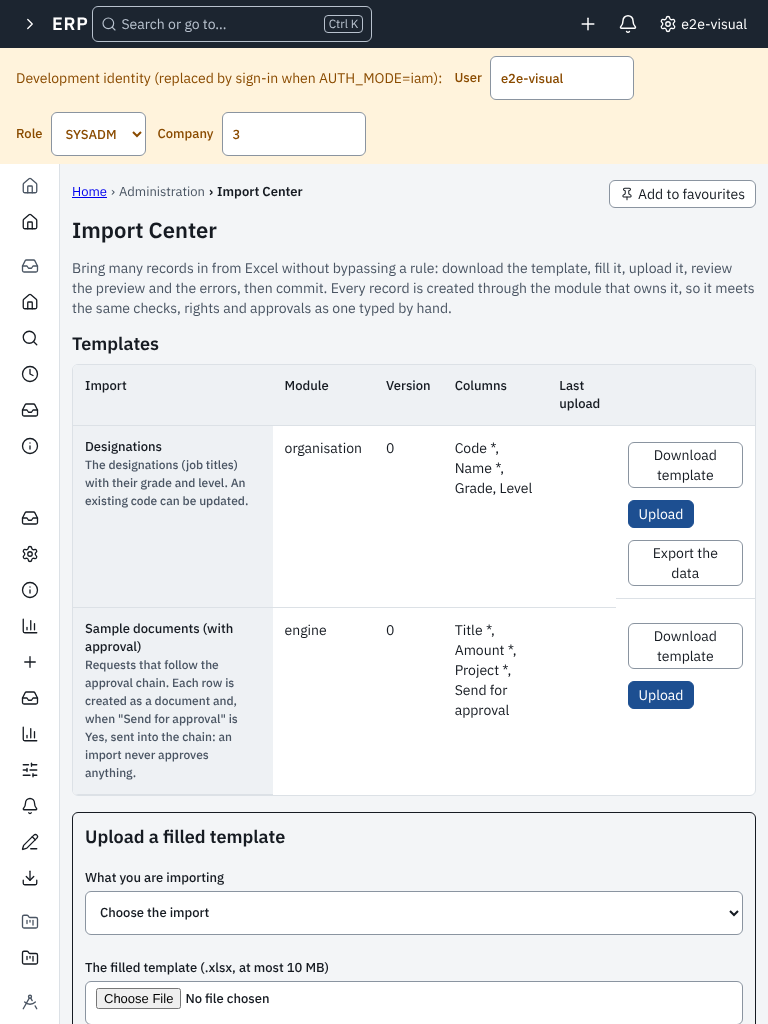 ERP
Search or go to...
Ctrl K
e2e-visual
Development identity (replaced by sign-in when AUTH_MODE=iam):
User
e2e-visual
Role
SYSADM
Company
3
Home › Administration › Import Center
Add to favourites
Import Center
Bring many records in from Excel without bypassing a rule: download the template, fill it, upload it, review
the preview and the errors, then commit. Every record is created through the module that owns it, so it meets
the same checks, rights and approvals as one typed by hand.
Templates
Import
Module
Version
Columns
Last
upload
Designations
The designations (job titles)
with their grade and level. An
existing code can be updated.
organisation
0
Code *,
Name *,
Grade, Level
Download
template
Upload
Export the
data
Sample documents (with
approval)
Requests that follow the
approval chain. Each row is
created as a document and,
when "Send for approval" is
Yes, sent into the chain: an
import never approves
anything.
engine
0
Title *,
Amount *,
Project *,
Send for
approval
Download
template
Upload
Upload a filled template
What you are importing
Choose the import
The filled template (.xlsx, at most 10 MB)
Choose File No file chosen